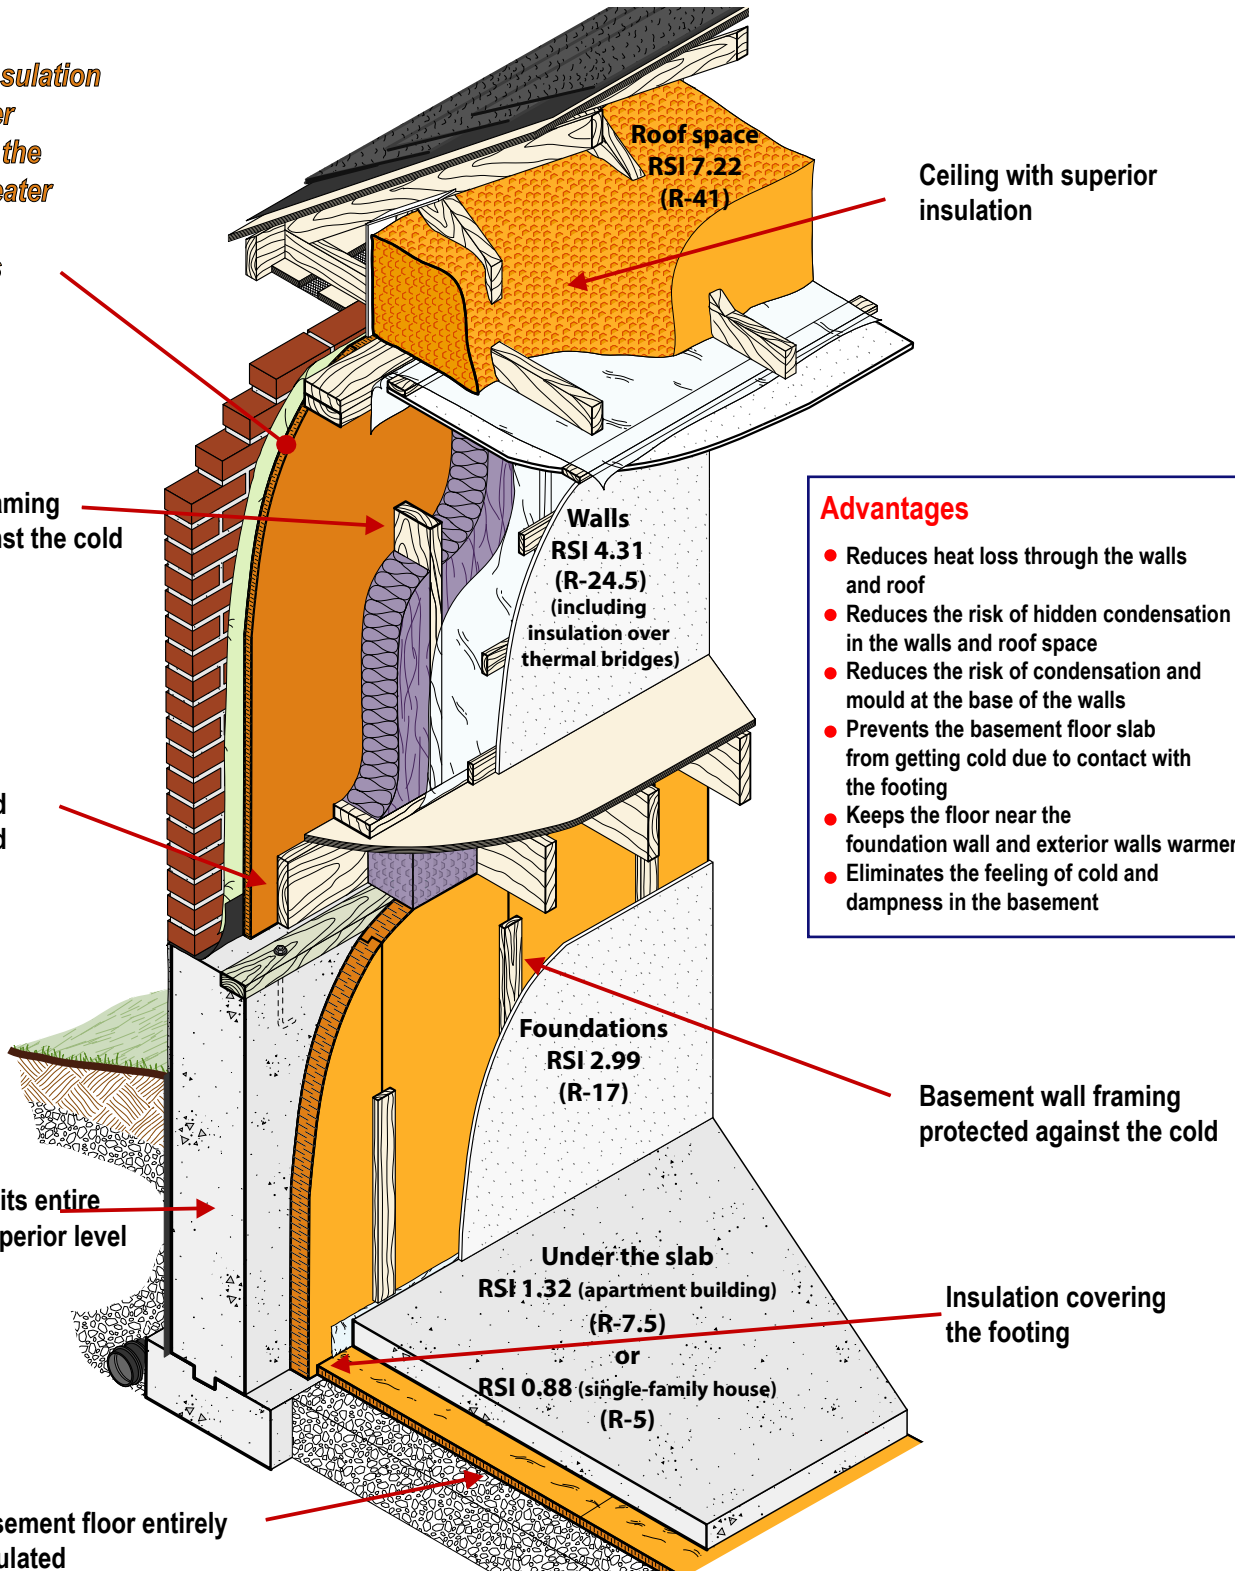 sulation
er
the
eater
s
Roof space
RSI 7.22
(R-41)
Ceiling with superior
insulation
aming
nst the cold
Walls
RSI 4.31
(R-24.5)
(including
insulation over
thermal bridges)
Advantages
Reduces heat loss through the walls
and roof
Reduces the risk of hidden condensation
in the walls and roof space
Reduces the risk of condensation and
mould at the base of the walls
Prevents the basement floor slab
from getting cold due to contact with
the footing
Keeps the floor near the
foundation wall and exterior walls warmer
Eliminates the feeling of cold and
dampness in the basement
d
d
Foundations
RSI 2.99
(R-17)
Basement wall framing
protected against the cold
its entire
perior level
Under the slab
RSI 1.32 (apartment building)
(R-7.5)
or
RSI 0.88 (single-family house)
(R-5)
Insulation covering
the footing
sement floor entirely
ulated